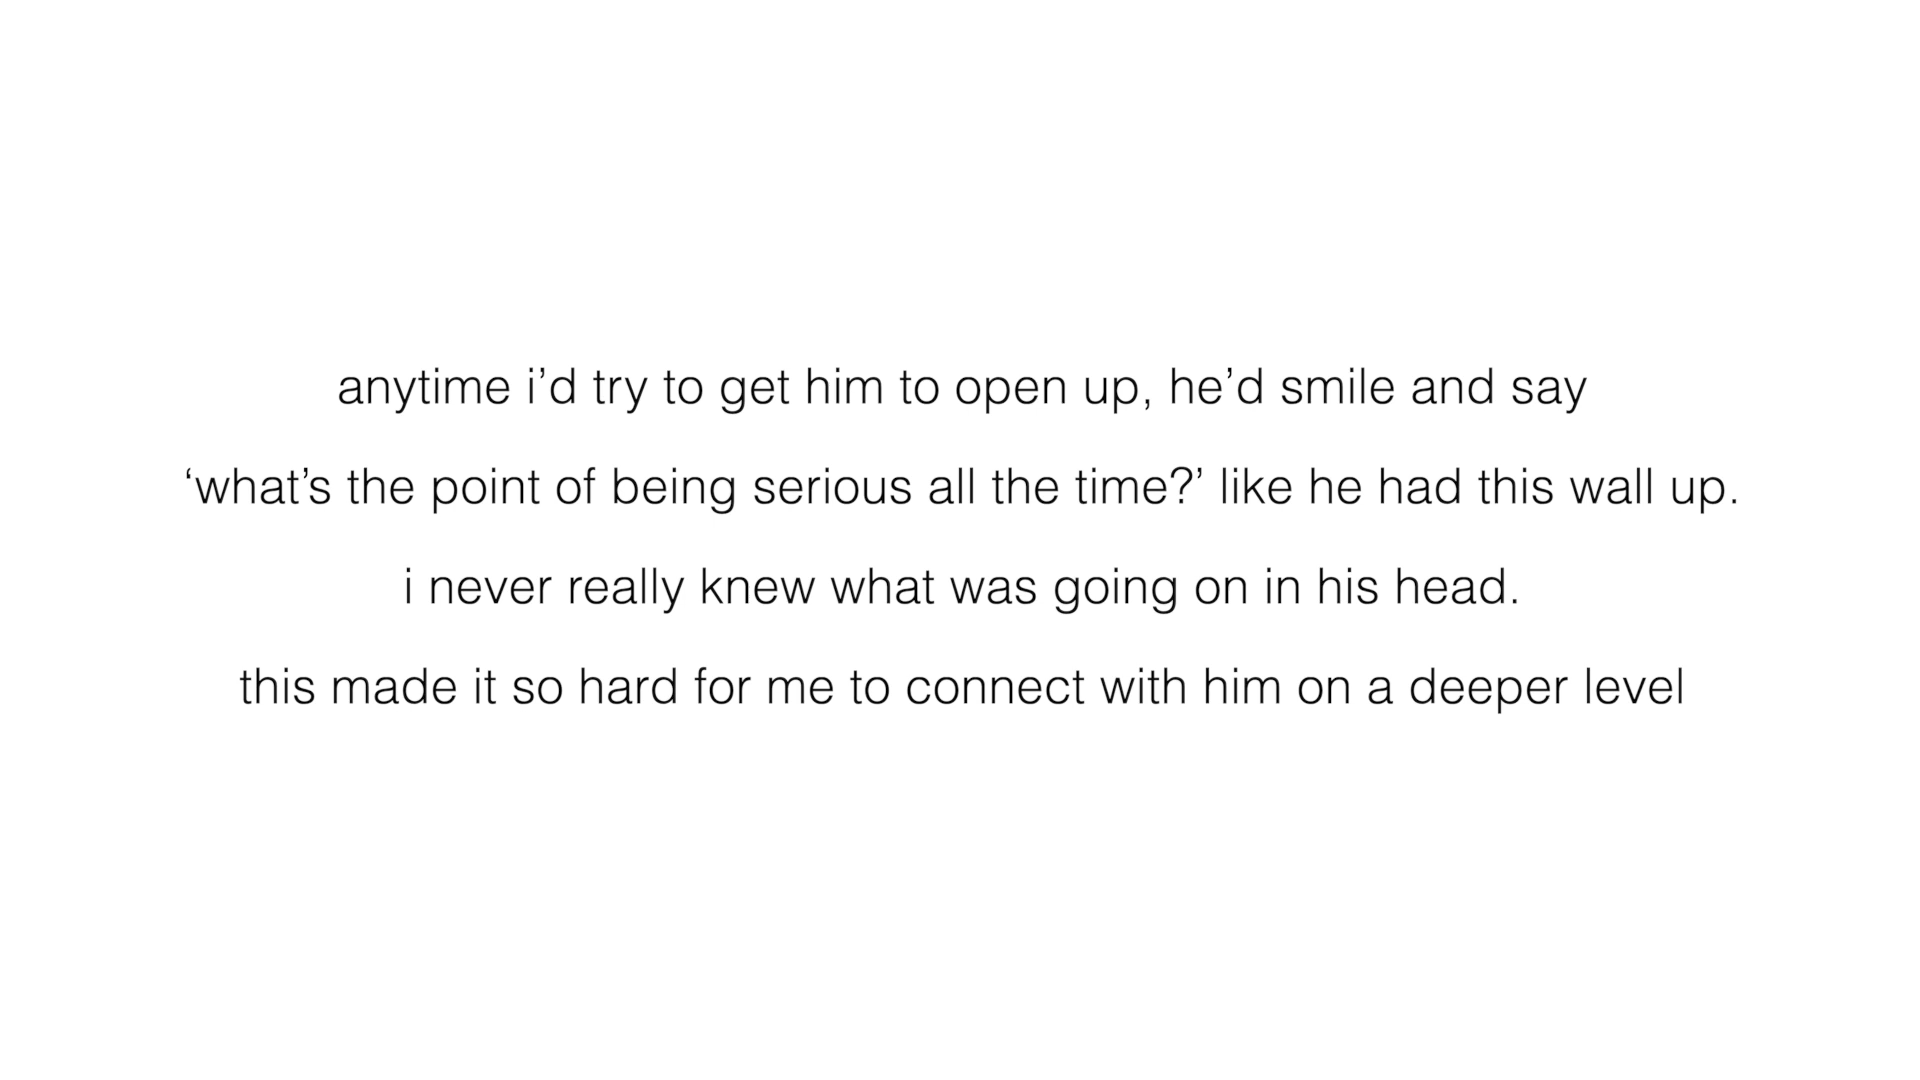 anytime i’d try to get him to open up, he’d smile and say
‘what’s the point of being serious all the time?’ like he had this wall up.
i never really knew what was going on in his head.
this made it so hard for me to connect with him on a deeper level